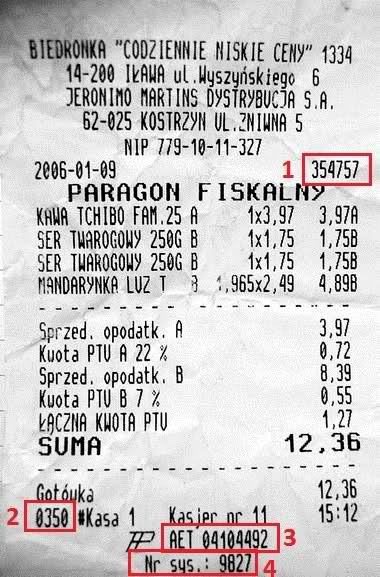 BIEDRONKA "CODZIENNIE NISKIE CENY" 1334
14-200 IŁAWA ul.Wyszyńskiego 6
JERONIMO MARTINS DYSTRYBUCJA S.A.
62-025 KOSTRZYN UL.ŻNIWNA 5
NIP 779-10-11-327
2006-01-09 1 354757
PARAGON FISKALNY
KAWA TCHIBO FAM.25 A 1x3,97 3,97A
SER TWAROGOWY 250G B 1x1,75 1,75B
SER TWAROGOWY 250G B 1x1,75 1,75B
MANDARYNKA LUZ T B 1,965x2,49 4,89B
Sprzed. opodatk. A 3,97
Kwota PTU A 22 % 0,72
Sprzed. opodatk. B 8,39
Kwota PTU B 7 % 0,55
ŁĄCZNA KWOTA PTU 1,27
SUMA 12,36
Gotówka 12,36
2 0350 #Kasa 1 Kasjer nr 11 15:12
AET 04104492 3
Nr sys.: 9827 4